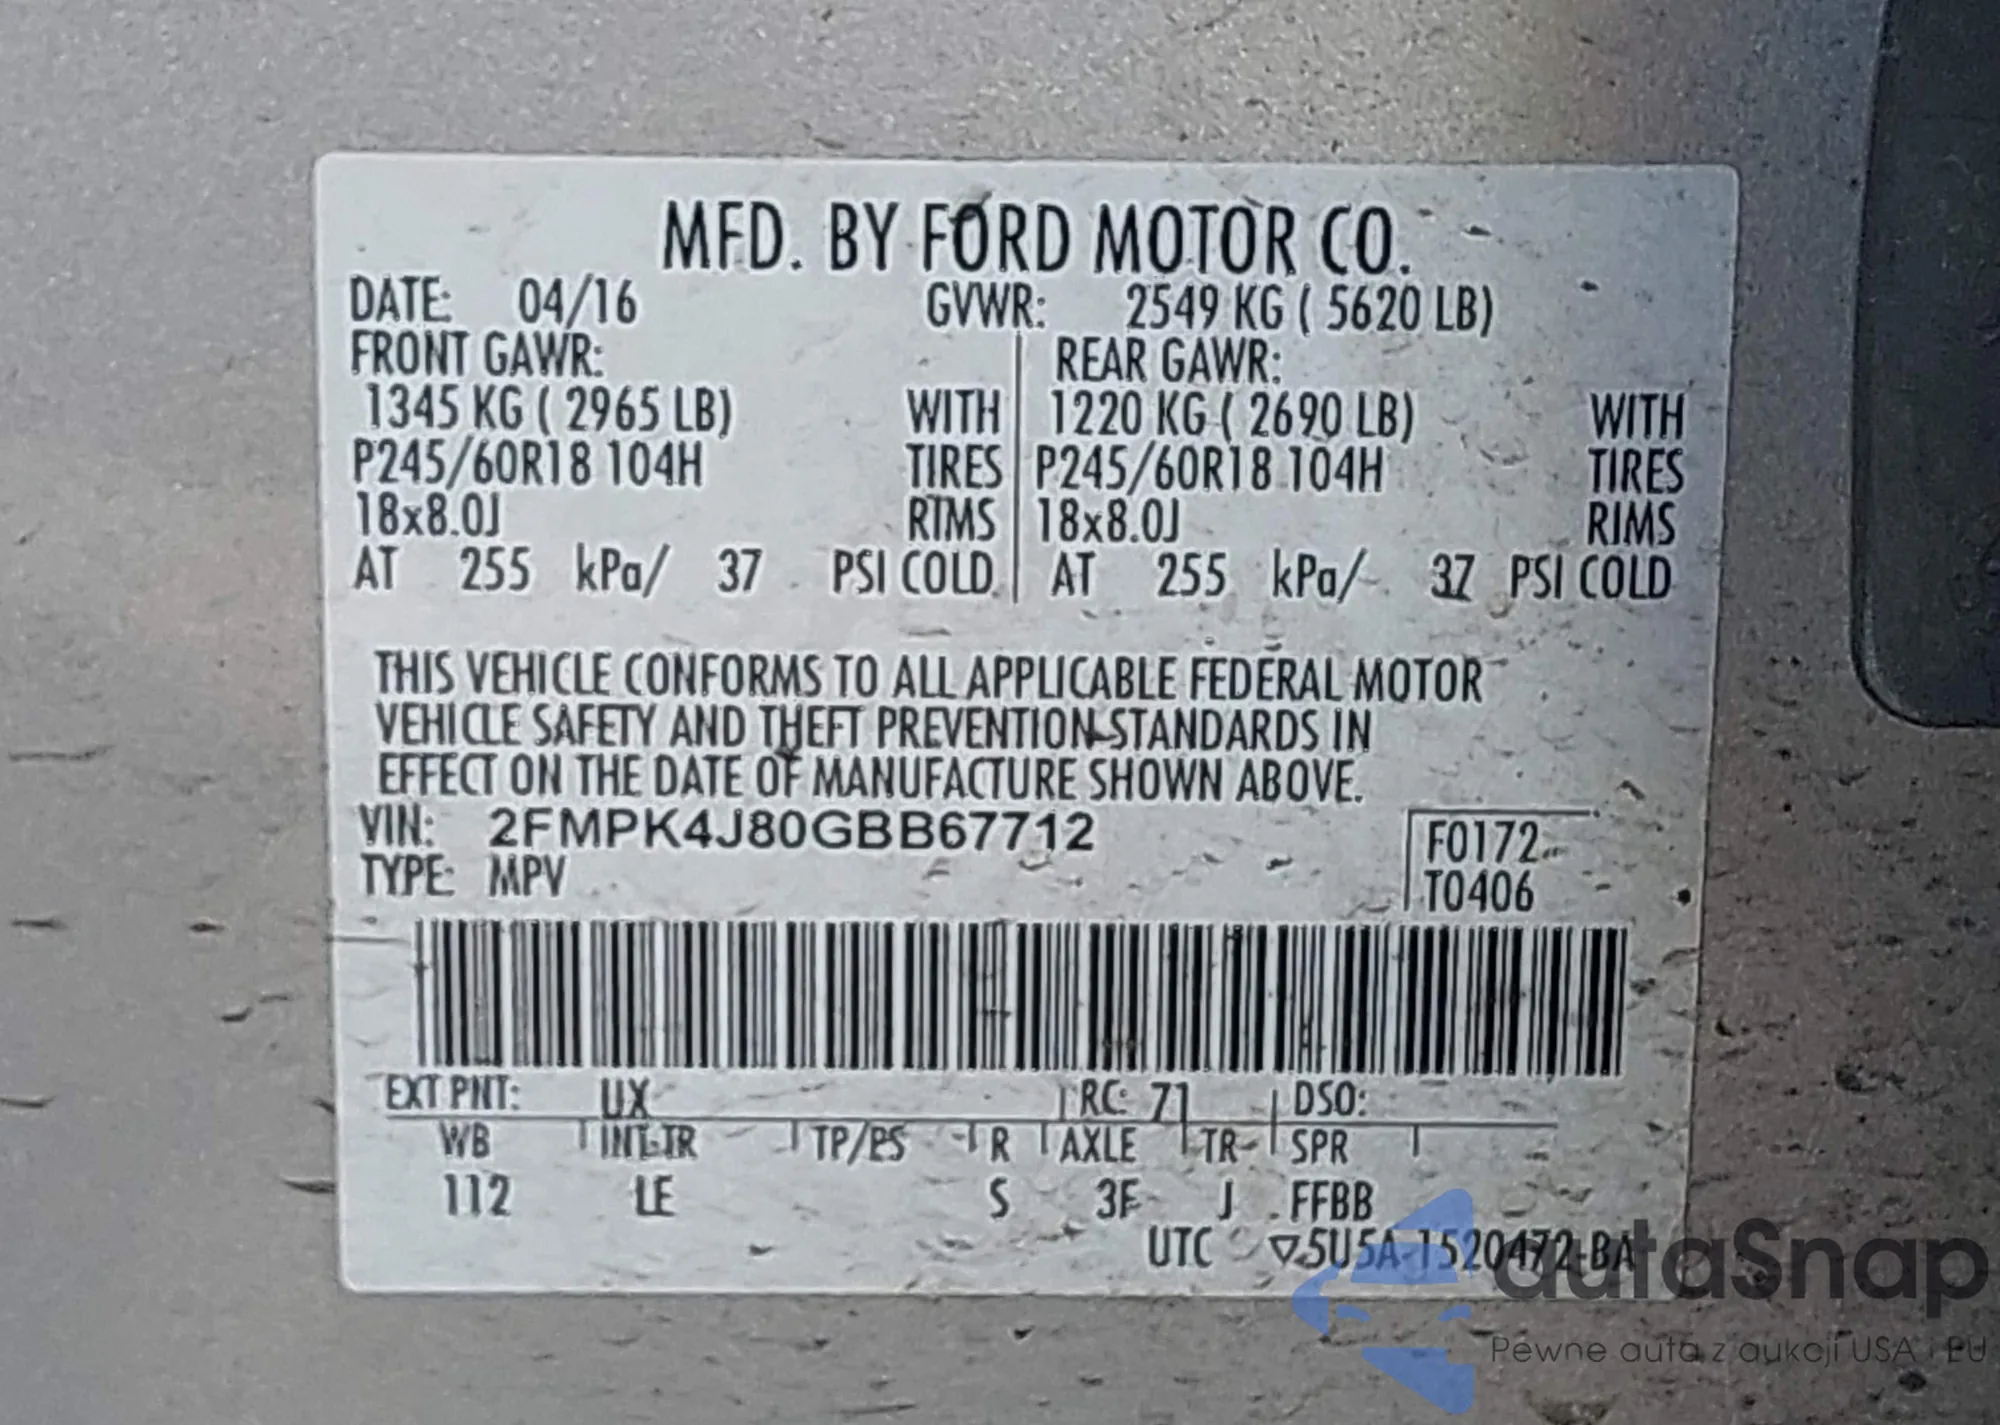 MFD. BY FORD MOTOR CO.
DATE: 04/16 GVWR: 2549 KG ( 5620 LB)
FRONT GAWR: REAR GAWR:
1345 KG ( 2965 LB) WITH 1220 KG ( 2690 LB) WITH
P245/60R18 104H TIRES P245/60R18 104H TIRES
18x8.0J RIMS 18x8.0J RIMS
AT 255 kPa/ 37 PSI COLD AT 255 kPa/ 37 PSI COLD
THIS VEHICLE CONFORMS TO ALL APPLICABLE FEDERAL MOTOR
VEHICLE SAFETY AND THEFT PREVENTION STANDARDS IN
EFFECT ON THE DATE OF MANUFACTURE SHOWN ABOVE.
VIN: 2FMPK4J80GBB67712 F0172
TYPE: MPV T0406
EXT PNT: UX RC: 71 DSO:
WB INT TR TP/PS R AXLE TR SPR
112 LE S 3F J FFBB
UTC ▽5U5A-1520472-BA
autaSnap
Pewne auta z aukcji USA i EU